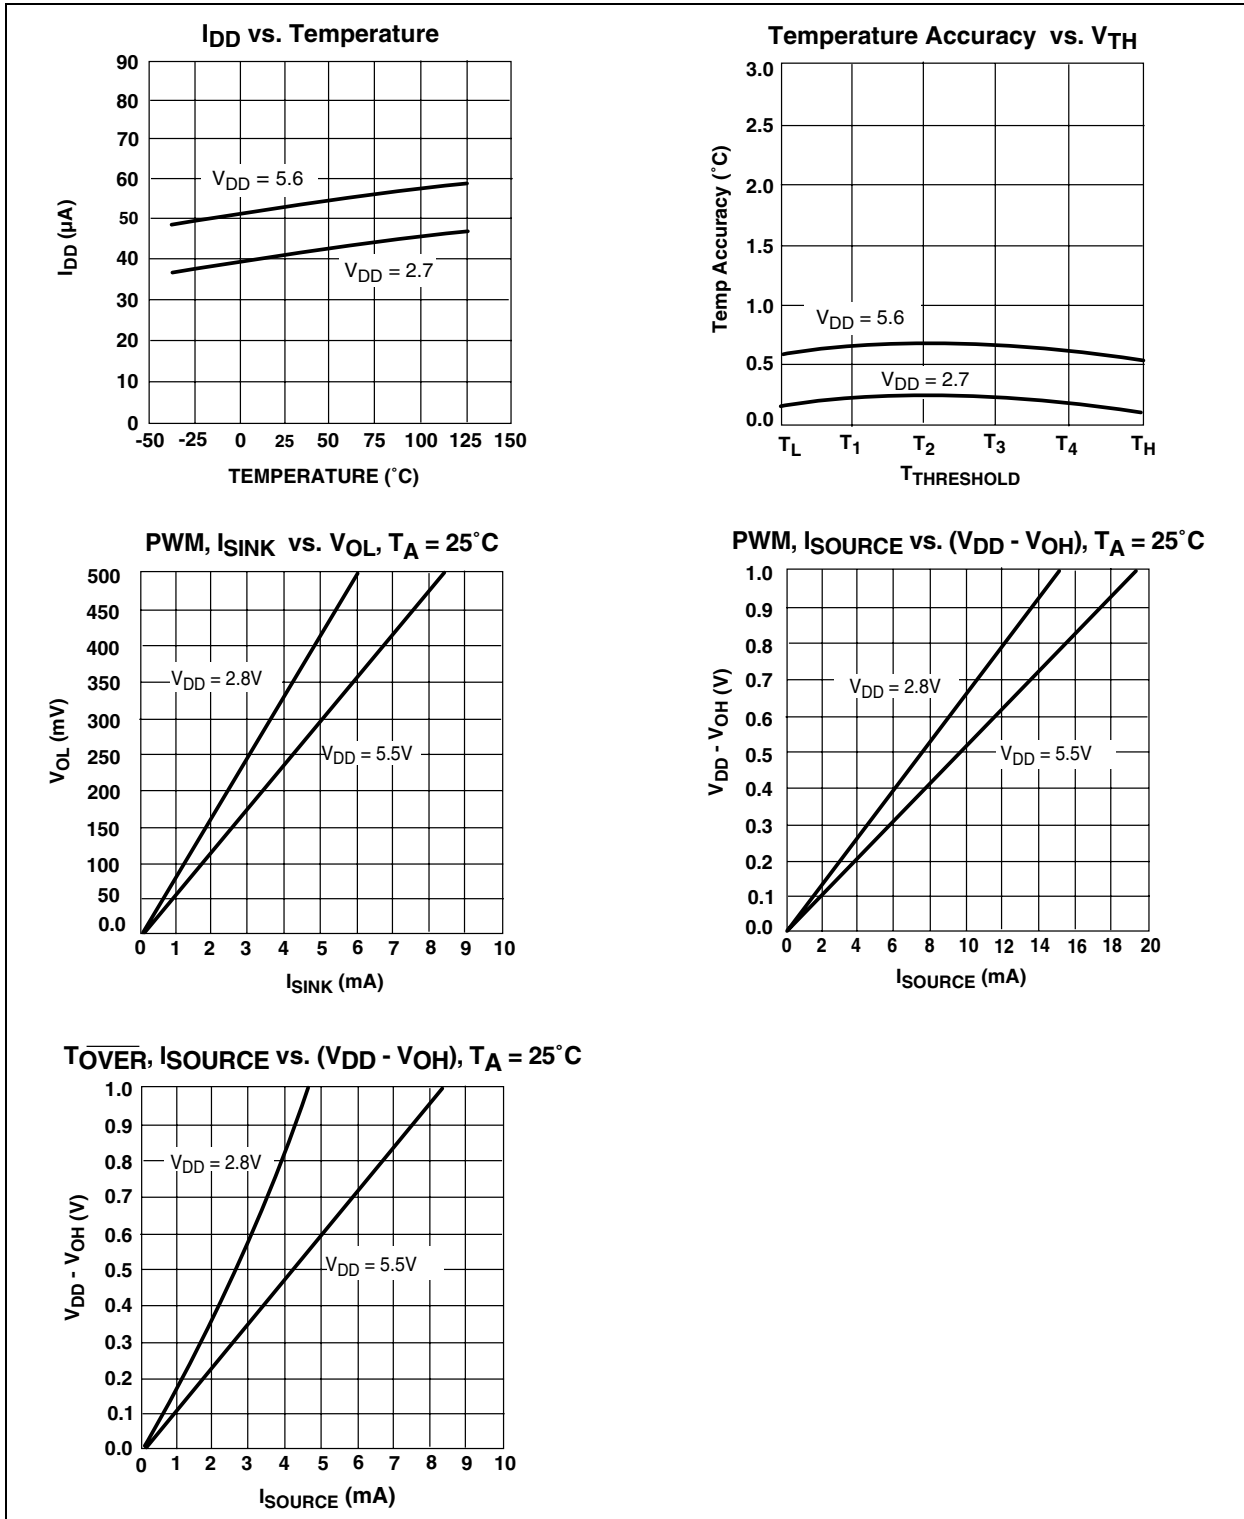 IDD vs. Temperature
90
80
70
60
50
40
30
20
10
0
IDD (µA)
VDD = 5.6
VDD = 2.7
-50 -25 0 25 50 75 100 125 150
TEMPERATURE (˚C)
Temperature Accuracy vs. VTH
3.0
2.5
2.0
1.5
1.0
0.5
0.0
Temp Accuracy (˚C)
VDD = 5.6
VDD = 2.7
TL T1 T2 T3 T4 TH
TTHRESHOLD
PWM, ISINK vs. VOL, TA = 25˚C
500
450
400
350
300
250
200
150
100
50
0.0
VOL (mV)
VDD = 2.8V
VDD = 5.5V
0 1 2 3 4 5 6 7 8 9 10
ISINK (mA)
PWM, ISOURCE vs. (VDD - VOH), TA = 25˚C
1.0
0.9
0.8
0.7
0.6
0.5
0.4
0.3
0.2
0.1
0.0
VDD - VOH (V)
VDD = 2.8V
VDD = 5.5V
0 2 4 6 8 10 12 14 16 18 20
ISOURCE (mA)
TOVER, ISOURCE vs. (VDD - VOH), TA = 25˚C
1.0
0.9
0.8
0.7
0.6
0.5
0.4
0.3
0.2
0.1
0.0
VDD - VOH (V)
VDD = 2.8V
VDD = 5.5V
0 1 2 3 4 5 6 7 8 9 10
ISOURCE (mA)